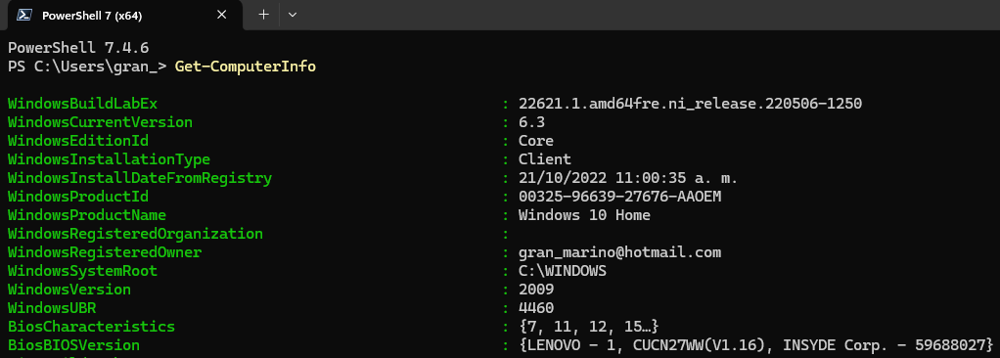 PowerShell 7 (x64)
PowerShell 7.4.6
PS C:\Users\gran_> Get-ComputerInfo
WindowsBuildLabEx : 22621.1.amd64fre.ni_release.220506-1250
WindowsCurrentVersion : 6.3
WindowsEditionId : Core
WindowsInstallationType : Client
WindowsInstallDateFromRegistry : 21/10/2022 11:00:35 a. m.
WindowsProductId : 00325-96639-27676-AAOEM
WindowsProductName : Windows 10 Home
WindowsRegisteredOrganization :
WindowsRegisteredOwner : gran_marino@hotmail.com
WindowsSystemRoot : C:\WINDOWS
WindowsVersion : 2009
WindowsUBR : 4460
BiosCharacteristics : {7, 11, 12, 15…}
BiosBIOSVersion : {LENOVO - 1, CUCN27WW(V1.16), INSYDE Corp. - 59688027}